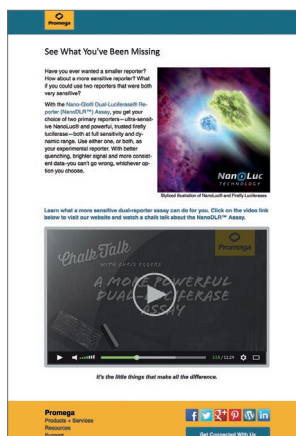 Promega
See What You've Been Missing
Have you ever wanted a smaller reporter?
How about a more sensitive reporter? What
if you could use two reporters that were both
very sensitive?
With the Nano-Glo® Dual-Luciferase® Re-
porter (NanoDLR™) Assay, you get your
choice of two primary reporters—ultra-sensit-
ive NanoLuc® and powerful, trusted firefly
luciferase—both at full sensitivity and dy-
namic range. Use either one, or both, as
your experimental reporter. With better
quenching, brighter signal and more consist-
ent data-you can't go wrong, whichever op-
tion you choose.
NanoLuc
TECHNOLOGY
Stylized illustration of NanoLuc® and Firefly Luciferases
Learn what a more sensitive dual-reporter assay can do for you. Click on the video link
below to visit our website and watch a chalk talk about the NanoDLR™ Assay.
Chalk Talk
WITH CHRIS EGGERS
Promega
A MORE POWERFUL
DUAL-LUCIFERASE
ASSAY
It's the little things that make all the difference.
Promega
Products + Services
Resources
Support
Get Connected With Us